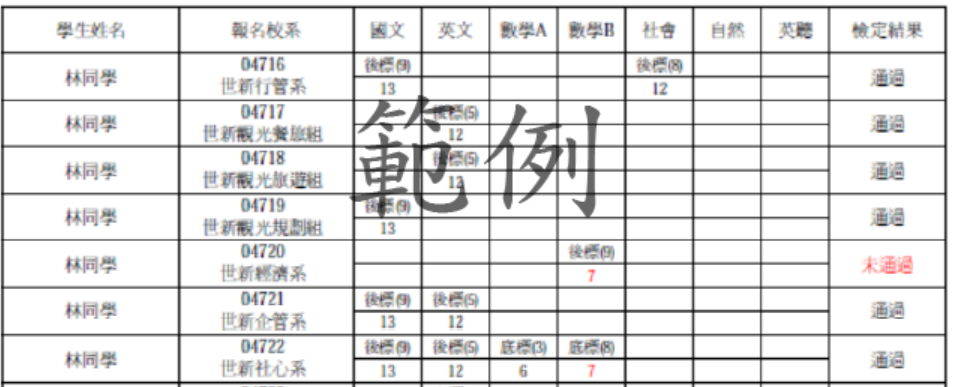 學生姓名 報名校系 國文 英文 數學A 數學B 社會 自然 英聽 檢定結果
林同學 04716 世新行管系 後標(9) 13 後標(8) 12 通過
林同學 04717 世新觀光餐旅組 後標(5) 12 通過
林同學 04718 世新觀光旅遊組 後標(5) 12 通過
林同學 04719 世新觀光規劃組 後標(9) 13 通過
林同學 04720 世新經濟系 後標(9) 7 未通過
林同學 04721 世新企管系 後標(9) 13 後標(5) 12 通過
林同學 04722 世新社心系 後標(9) 13 後標(5) 12 底標(3) 6 底標(8) 7 通過
範例